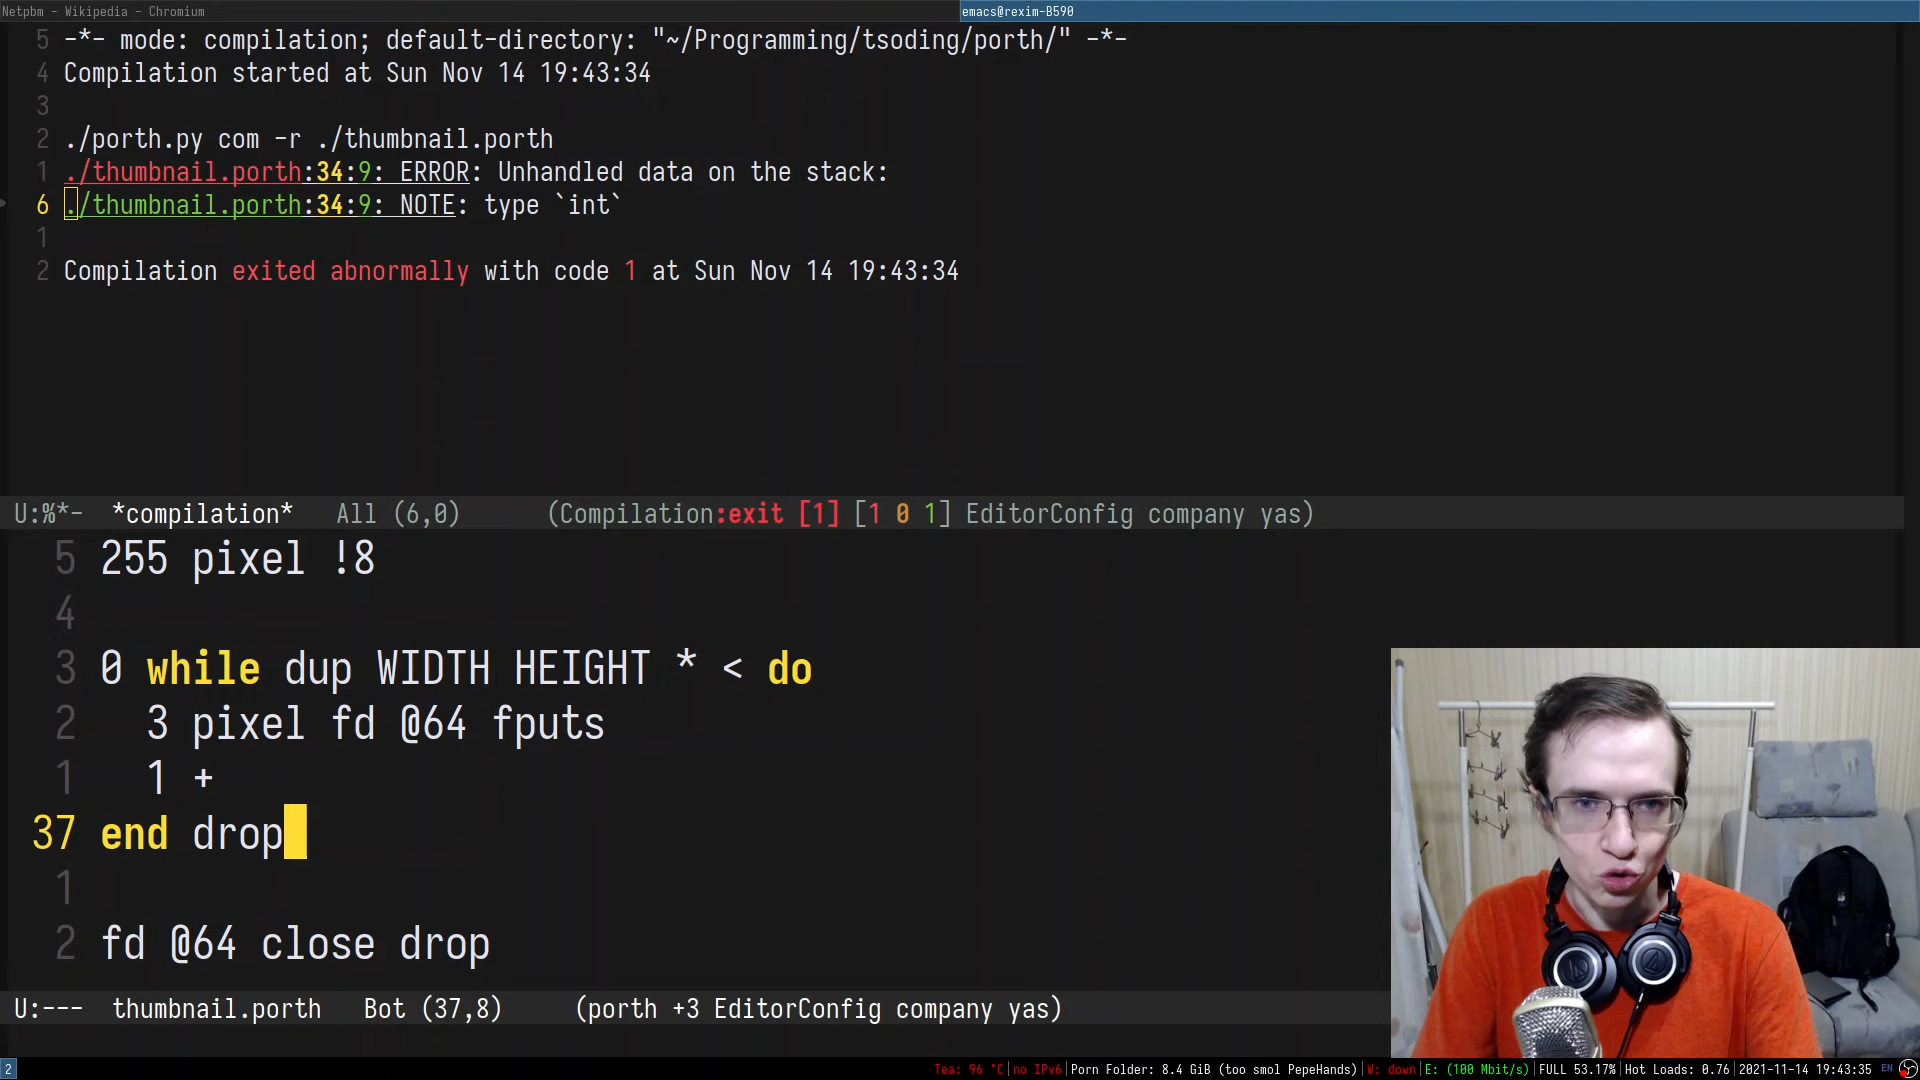 Netpbm - Wikipedia - Chromium
emacs@rexim-B590
5 -*- mode: compilation; default-directory: "~/Programming/tsoding/porth/" -*-
4 Compilation started at Sun Nov 14 19:43:34
3
2 ./porth.py com -r ./thumbnail.porth
1 ./thumbnail.porth:34:9: ERROR: Unhandled data on the stack:
6 ./thumbnail.porth:34:9: NOTE: type `int`
1
2 Compilation exited abnormally with code 1 at Sun Nov 14 19:43:34
U:%*- *compilation* All (6,0) (Compilation:exit [1] [1 0 1] EditorConfig company yas)
5 255 pixel !8
4
3 0 while dup WIDTH HEIGHT * < do
2 3 pixel fd @64 fputs
1 1 +
37 end drop
1
2 fd @64 close drop
U:--- thumbnail.porth Bot (37,8) (porth +3 EditorConfig company yas)
2 Tea: 96 °C|no IPv6|Porn Folder: 8.4 GiB (too smol PepeHands)|W: down|E: (100 Mbit/s)|FULL 53.17%|Hot Loads: 0.76|2021-11-14 19:43:35 EN